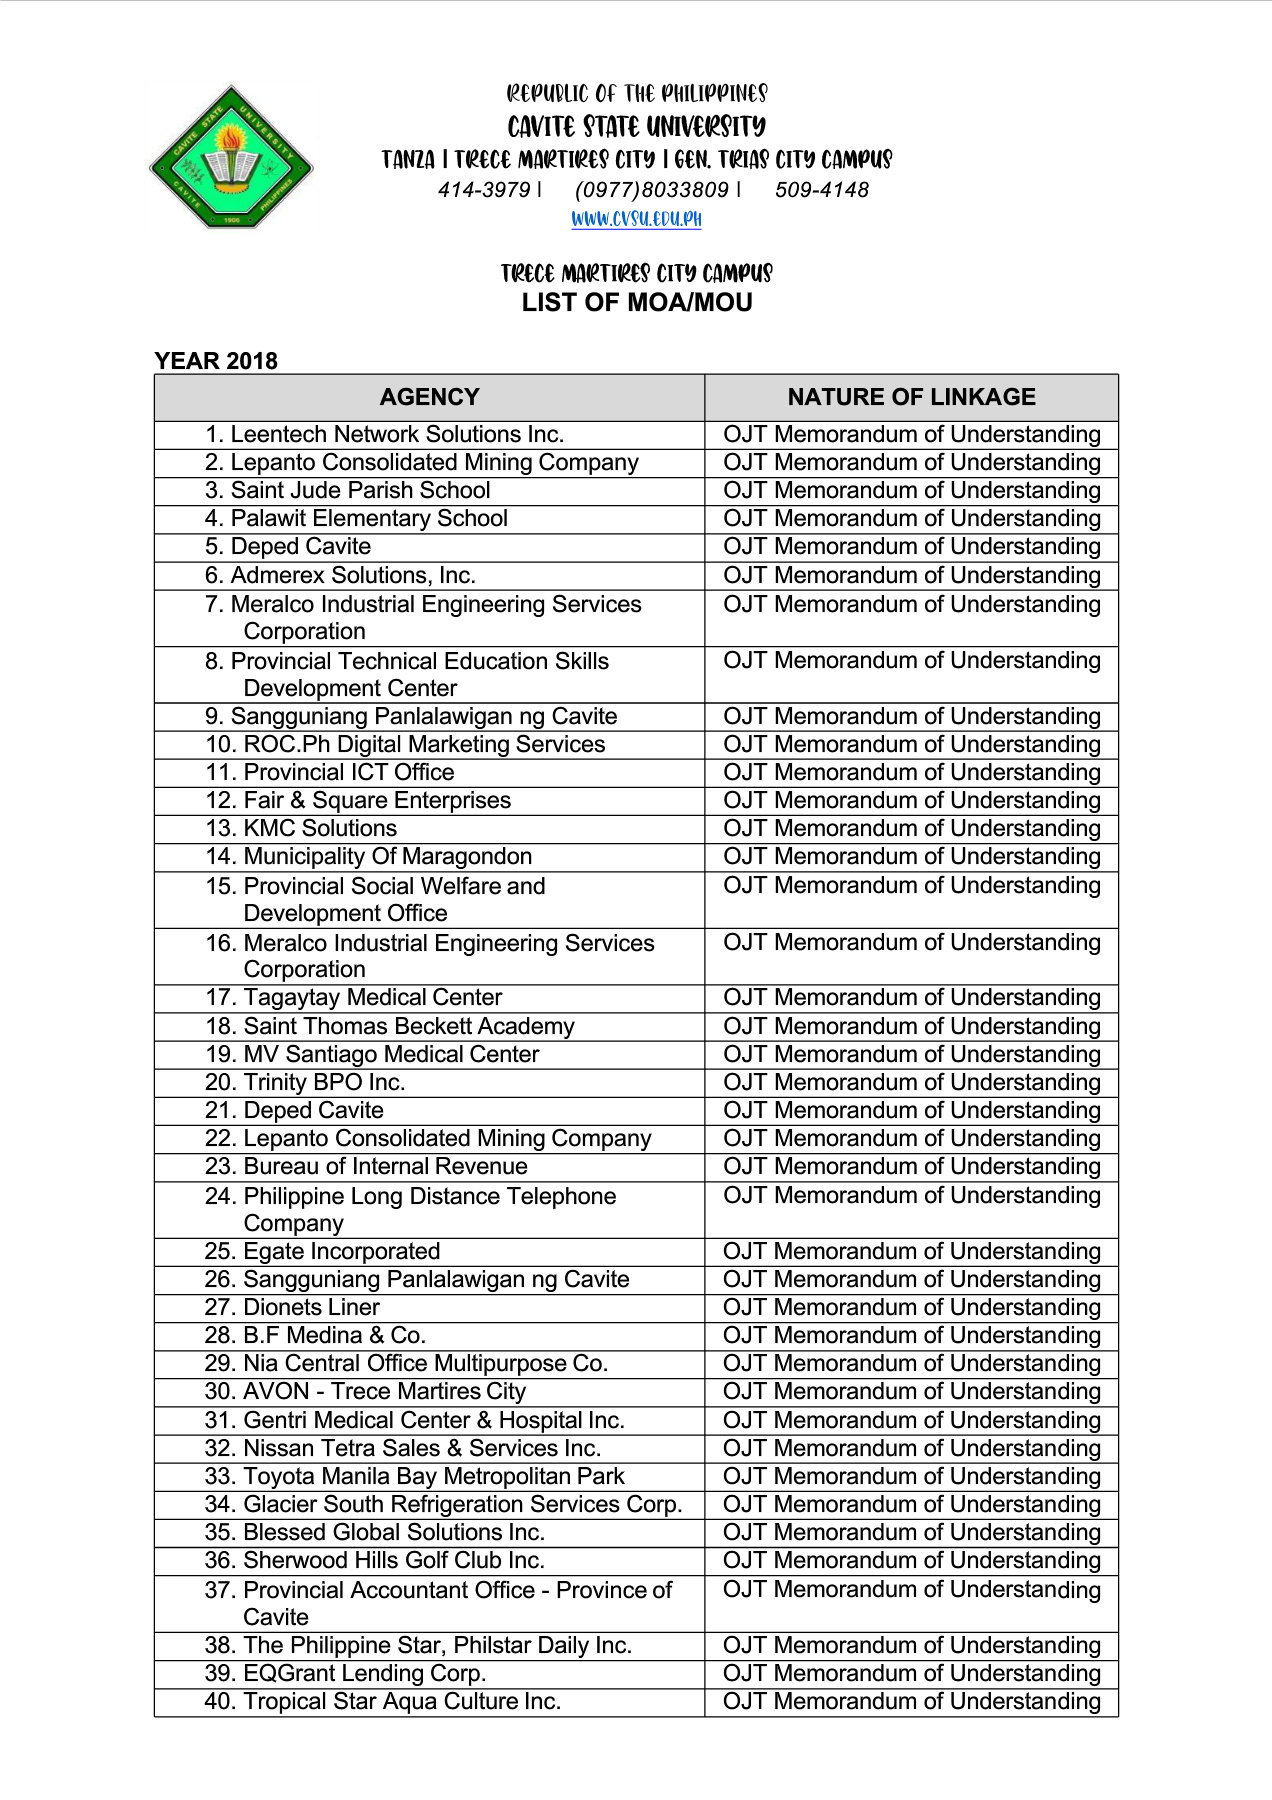 REPUBLIC OF THE PHILIPPINES
CAVITE STATE UNIVERSITY
TANZA | TRECE MARTIRES CITY | GEN. TRIAS CITY CAMPUS
414-3979 | (0977)8033809 | 509-4148
WWW.CVSU.EDU.PH
CAVITE STATE UNIVERSITY
CAVITE PHILIPPINES
1906
TRECE MARTIRES CITY CAMPUS
LIST OF MOA/MOU
YEAR 2018
AGENCY NATURE OF LINKAGE
1. Leentech Network Solutions Inc. OJT Memorandum of Understanding
2. Lepanto Consolidated Mining Company OJT Memorandum of Understanding
3. Saint Jude Parish School OJT Memorandum of Understanding
4. Palawit Elementary School OJT Memorandum of Understanding
5. Deped Cavite OJT Memorandum of Understanding
6. Admerex Solutions, Inc. OJT Memorandum of Understanding
7. Meralco Industrial Engineering Services OJT Memorandum of Understanding
Corporation
8. Provincial Technical Education Skills OJT Memorandum of Understanding
Development Center
9. Sangguniang Panlalawigan ng Cavite OJT Memorandum of Understanding
10. ROC.Ph Digital Marketing Services OJT Memorandum of Understanding
11. Provincial ICT Office OJT Memorandum of Understanding
12. Fair & Square Enterprises OJT Memorandum of Understanding
13. KMC Solutions OJT Memorandum of Understanding
14. Municipality Of Maragondon OJT Memorandum of Understanding
15. Provincial Social Welfare and OJT Memorandum of Understanding
Development Office
16. Meralco Industrial Engineering Services OJT Memorandum of Understanding
Corporation
17. Tagaytay Medical Center OJT Memorandum of Understanding
18. Saint Thomas Beckett Academy OJT Memorandum of Understanding
19. MV Santiago Medical Center OJT Memorandum of Understanding
20. Trinity BPO Inc. OJT Memorandum of Understanding
21. Deped Cavite OJT Memorandum of Understanding
22. Lepanto Consolidated Mining Company OJT Memorandum of Understanding
23. Bureau of Internal Revenue OJT Memorandum of Understanding
24. Philippine Long Distance Telephone OJT Memorandum of Understanding
Company
25. Egate Incorporated OJT Memorandum of Understanding
26. Sangguniang Panlalawigan ng Cavite OJT Memorandum of Understanding
27. Dionets Liner OJT Memorandum of Understanding
28. B.F Medina & Co. OJT Memorandum of Understanding
29. Nia Central Office Multipurpose Co. OJT Memorandum of Understanding
30. AVON - Trece Martires City OJT Memorandum of Understanding
31. Gentri Medical Center & Hospital Inc. OJT Memorandum of Understanding
32. Nissan Tetra Sales & Services Inc. OJT Memorandum of Understanding
33. Toyota Manila Bay Metropolitan Park OJT Memorandum of Understanding
34. Glacier South Refrigeration Services Corp. OJT Memorandum of Understanding
35. Blessed Global Solutions Inc. OJT Memorandum of Understanding
36. Sherwood Hills Golf Club Inc. OJT Memorandum of Understanding
37. Provincial Accountant Office - Province of OJT Memorandum of Understanding
Cavite
38. The Philippine Star, Philstar Daily Inc. OJT Memorandum of Understanding
39. EQGrant Lending Corp. OJT Memorandum of Understanding
40. Tropical Star Aqua Culture Inc. OJT Memorandum of Understanding